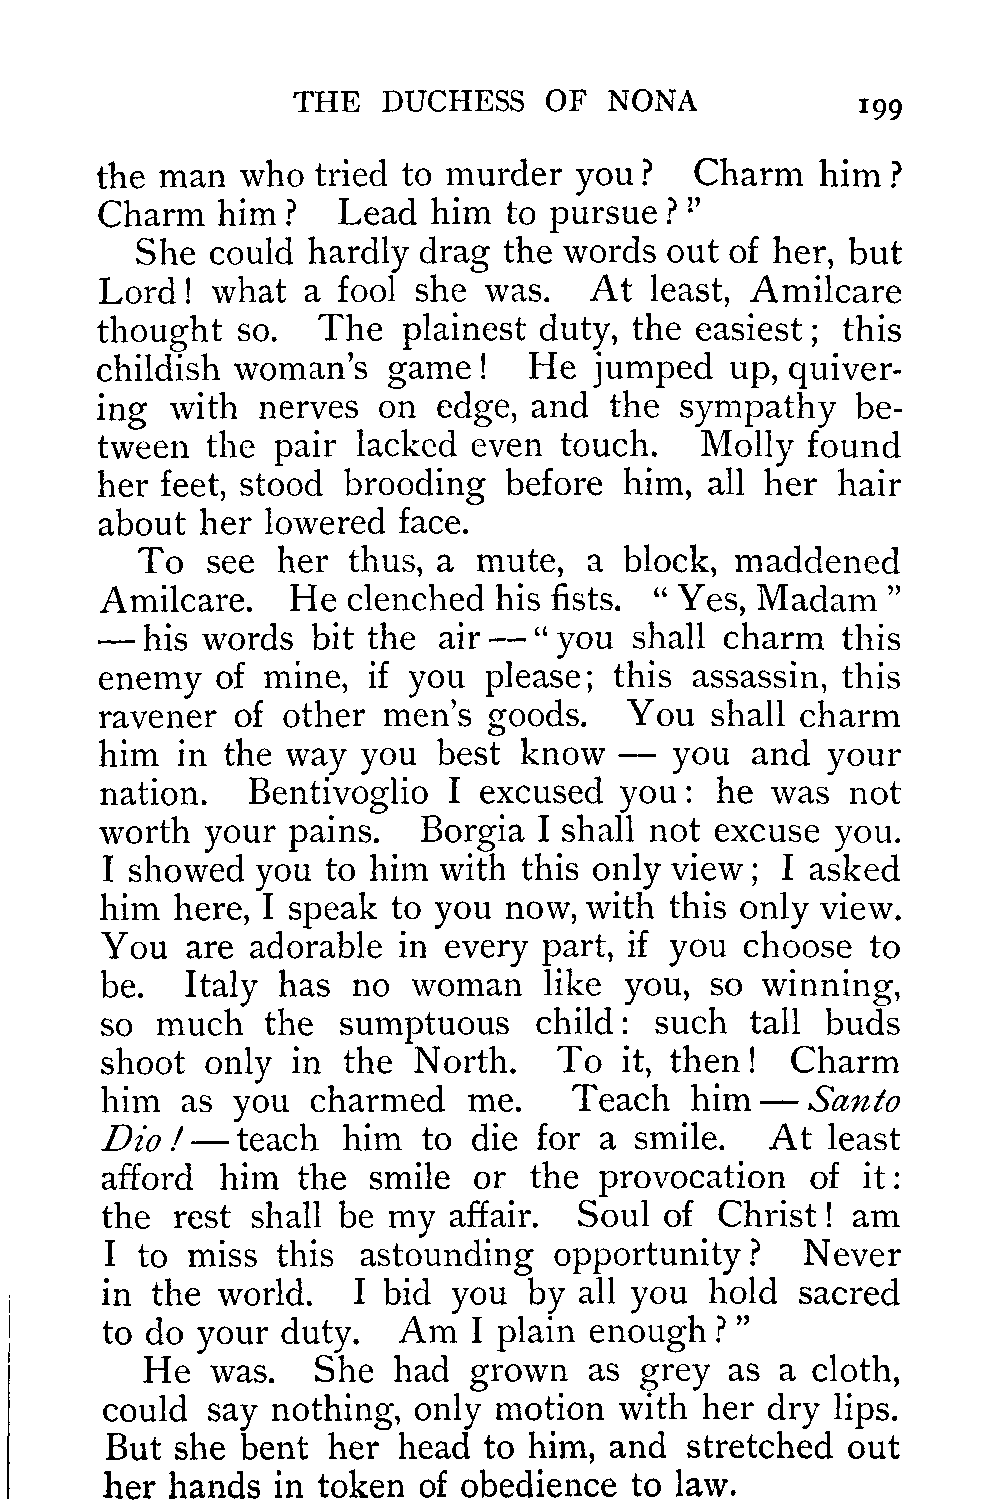 THE DUCHESS OF NONA 199
the man who tried to murder you? Charm him?
Charm him? Lead him to pursue?"
She could hardly drag the words out of her, but
Lord! what a fool she was. At least, Amilcare
thought so. The plainest duty, the easiest; this
childish woman's game! He jumped up, quiver-
ing with nerves on edge, and the sympathy be-
tween the pair lacked even touch. Molly found
her feet, stood brooding before him, all her hair
about her lowered face.
To see her thus, a mute, a block, maddened
Amilcare. He clenched his fists. "Yes, Madam"
— his words bit the air — "you shall charm this
enemy of mine, if you please; this assassin, this
ravener of other men's goods. You shall charm
him in the way you best know — you and your
nation. Bentivoglio I excused you: he was not
worth your pains. Borgia I shall not excuse you.
I showed you to him with this only view; I asked
him here, I speak to you now, with this only view.
You are adorable in every part, if you choose to
be. Italy has no woman like you, so winning,
so much the sumptuous child: such tall buds
shoot only in the North. To it, then! Charm
him as you charmed me. Teach him — Santo
Dio! — teach him to die for a smile. At least
afford him the smile or the provocation of it:
the rest shall be my affair. Soul of Christ! am
I to miss this astounding opportunity? Never
in the world. I bid you by all you hold sacred
to do your duty. Am I plain enough?"
He was. She had grown as grey as a cloth,
could say nothing, only motion with her dry lips.
But she bent her head to him, and stretched out
her hands in token of obedience to law.